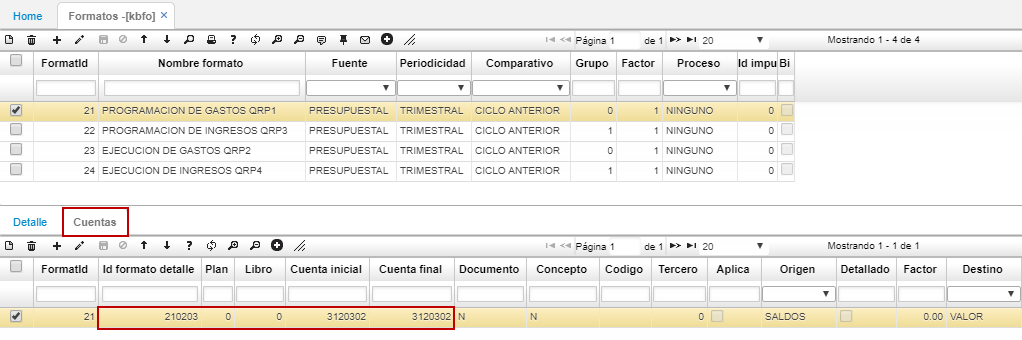 Home Formatos -[kbfo] ×
Página 1 de 1 20 Mostrando 1 - 4 de 4
FormatId Nombre formato Fuente Periodicidad Comparativo Grupo Factor Proceso Id impu Bi
21 PROGRAMACION DE GASTOS QRP1 PRESUPUESTAL TRIMESTRAL CICLO ANTERIOR 0 1 NINGUNO 0
22 PROGRAMACION DE INGRESOS QRP3 PRESUPUESTAL TRIMESTRAL CICLO ANTERIOR 1 1 NINGUNO 0
23 EJECUCION DE GASTOS QRP2 PRESUPUESTAL TRIMESTRAL CICLO ANTERIOR 0 1 NINGUNO 0
24 EJECUCION DE INGRESOS QRP4 PRESUPUESTAL TRIMESTRAL CICLO ANTERIOR 1 1 NINGUNO 0
Detalle Cuentas
Página 1 de 1 20 Mostrando 1 - 1 de 1
FormatId Id formato detalle Plan Libro Cuenta inicial Cuenta final Documento Concepto Codigo Tercero Aplica Origen Detallado Factor Destino
21 210203 0 0 3120302 3120302 N N 0 SALDOS 0.00 VALOR